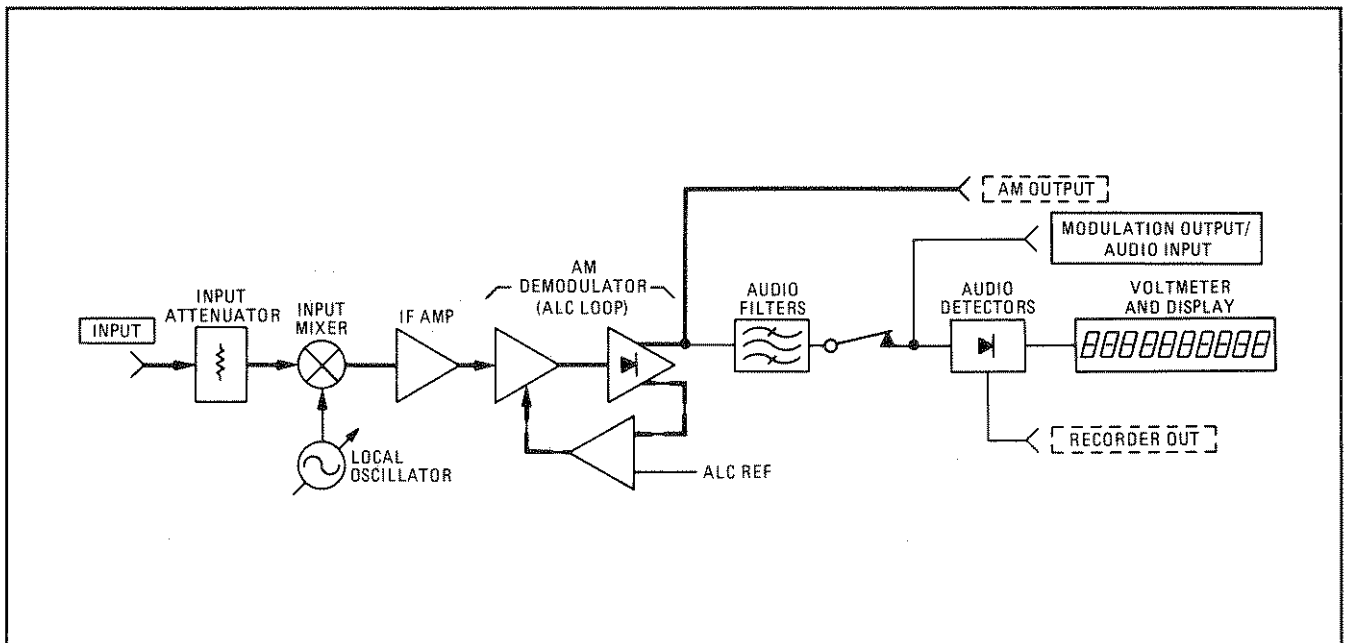 AM OUTPUT
MODULATION OUTPUT/
AUDIO INPUT
AM
DEMODULATOR
(ALC LOOP)
INPUT
INPUT
ATTENUATOR
INPUT
MIXER
IF AMP
AUDIO
FILTERS
AUDIO
DETECTORS
VOLTMETER
AND DISPLAY
LOCAL
OSCILLATOR
ALC REF
RECORDER OUT